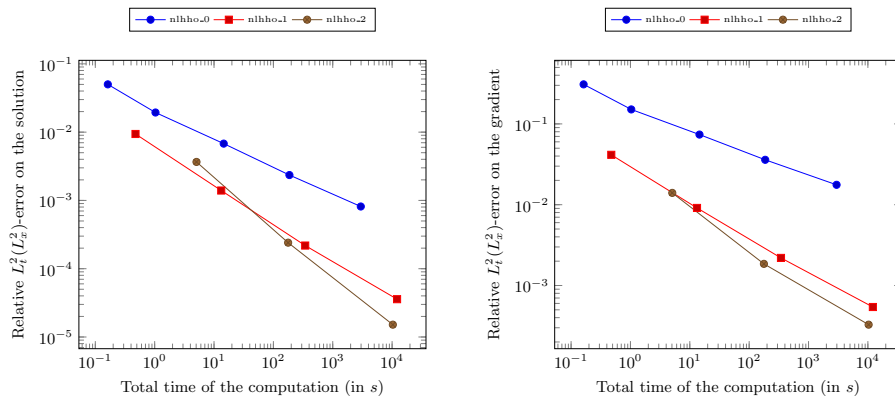 nlhho_0 nlhho_1 nlhho_2
Relative $L_t^2(L_x^2)$-error on the solution
10^{-1}
10^{-2}
10^{-3}
10^{-4}
10^{-5}
10^{-1} 10^0 10^1 10^2 10^3 10^4
Total time of the computation (in $s$)
nlhho_0 nlhho_1 nlhho_2
Relative $L_t^2(L_x^2)$-error on the gradient
10^{-1}
10^{-2}
10^{-3}
10^{-1} 10^0 10^1 10^2 10^3 10^4
Total time of the computation (in $s$)